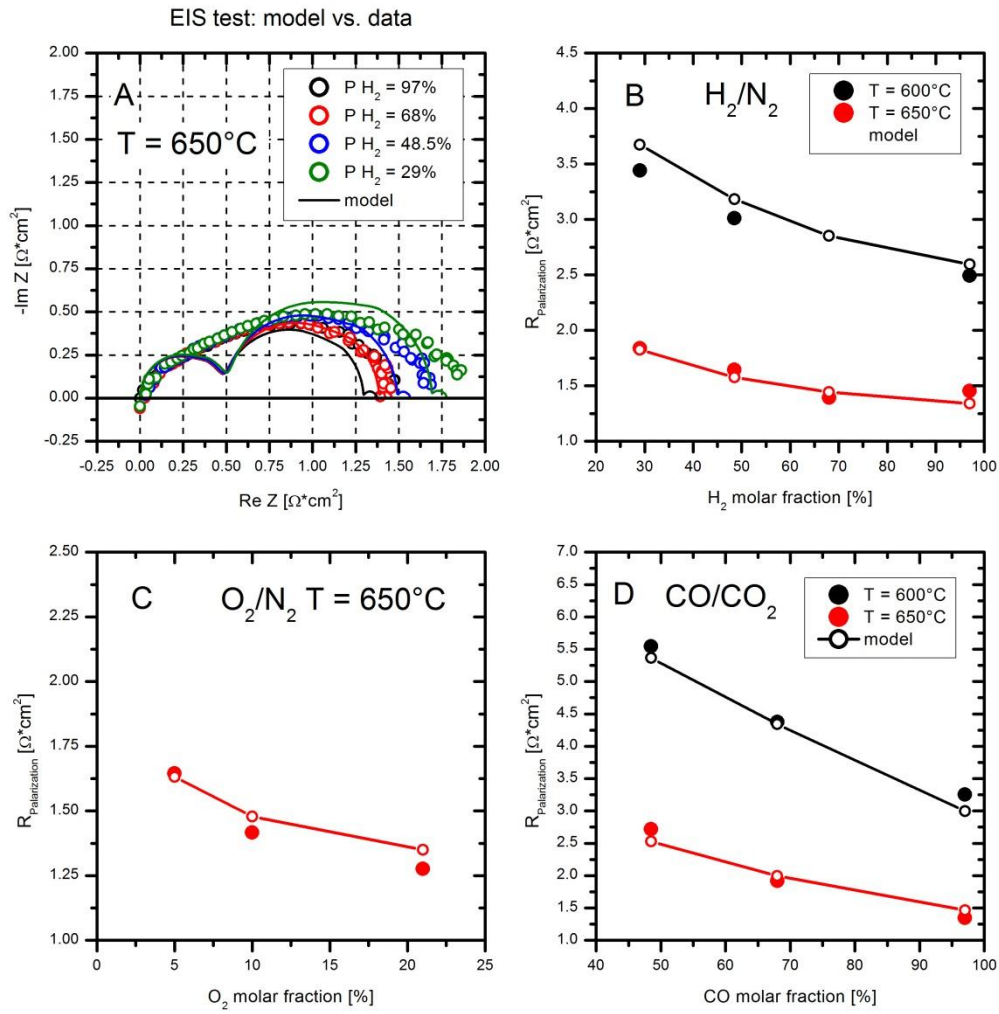 EIS test: model vs. data
A
T = 650°C
P H2 = 97%
P H2 = 68%
P H2 = 48.5%
P H2 = 29%
model
2.00
1.75
1.50
1.25
1.00
0.75
0.50
0.25
0.00
-0.25
-Im Z [Ω*cm2]
-0.25 0.00 0.25 0.50 0.75 1.00 1.25 1.50 1.75 2.00
Re Z [Ω*cm2]
B
H2/N2
T = 600°C
T = 650°C
model
4.5
4.0
3.5
3.0
2.5
2.0
1.5
1.0
RPalarization [Ω*cm2]
20 30 40 50 60 70 80 90 100
H2 molar fraction [%]
C
O2/N2 T = 650°C
2.50
2.25
2.00
1.75
1.50
1.25
1.00
RPalarization [Ω*cm2]
0 5 10 15 20 25
O2 molar fraction [%]
D
CO/CO2
T = 600°C
T = 650°C
model
7.0
6.5
6.0
5.5
5.0
4.5
4.0
3.5
3.0
2.5
2.0
1.5
1.0
RPalarization [Ω*cm2]
40 50 60 70 80 90 100
CO molar fraction [%]